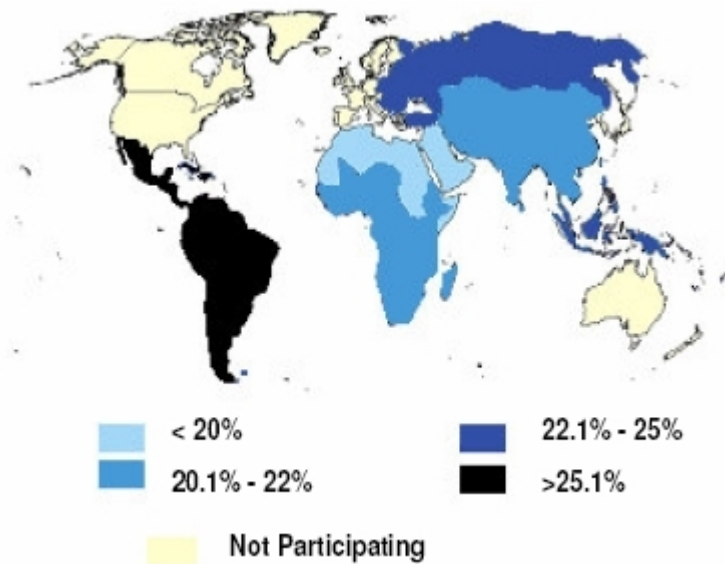 < 20%
22.1% - 25%
20.1% - 22%
>25.1%
Not Participating